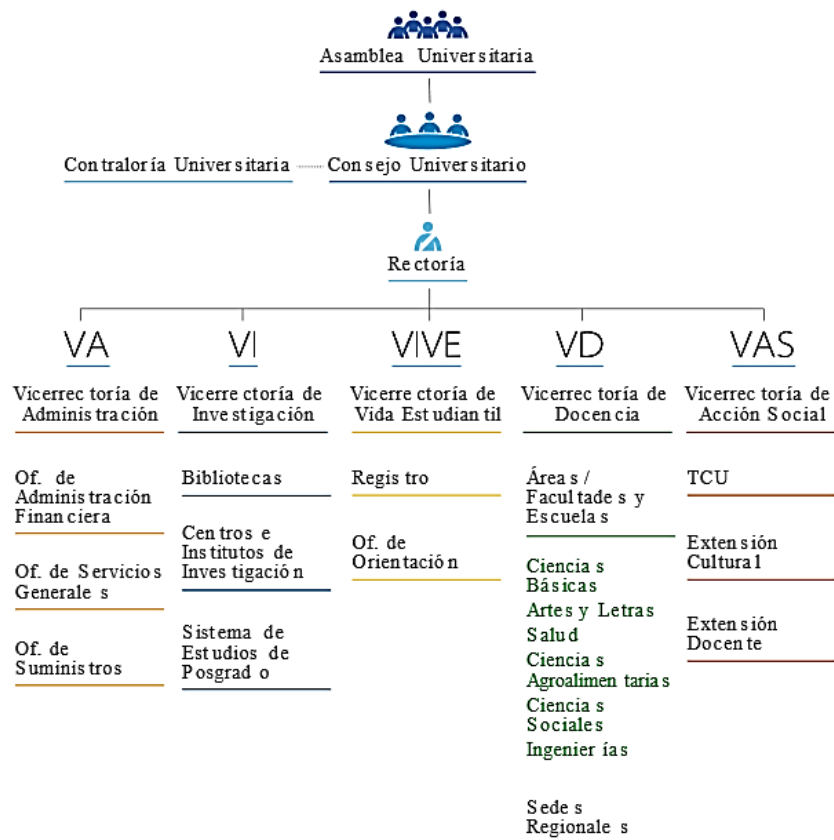 Asamblea Universitaria
Contraloría Universitaria
Consejo Universitario
Rectoría
VA
VI
VIVE
VD
VAS
Vicerrectoría de
Administración
Vicerrectoría de
Investigación
Vicerrectoría de
Vida Estudiantil
Vicerrectoría de
Docencia
Vicerrectoría de
Acción Social
Of. de
Administración
Financiera
Of. de Servicios
Generales
Of. de
Suministros
Bibliotecas
Centros e
Institutos de
Investigación
Sistema de
Estudios de
Posgrado
Registro
Of. de
Orientación
Áreas /
Facultades y
Escuelas
Ciencias
Básicas
Artes y Letras
Salud
Ciencias
Agroalimentarias
Ciencias
Sociales
Ingenierías
Sedes
Regionales
TCU
Extensión
Cultural
Extensión
Docente